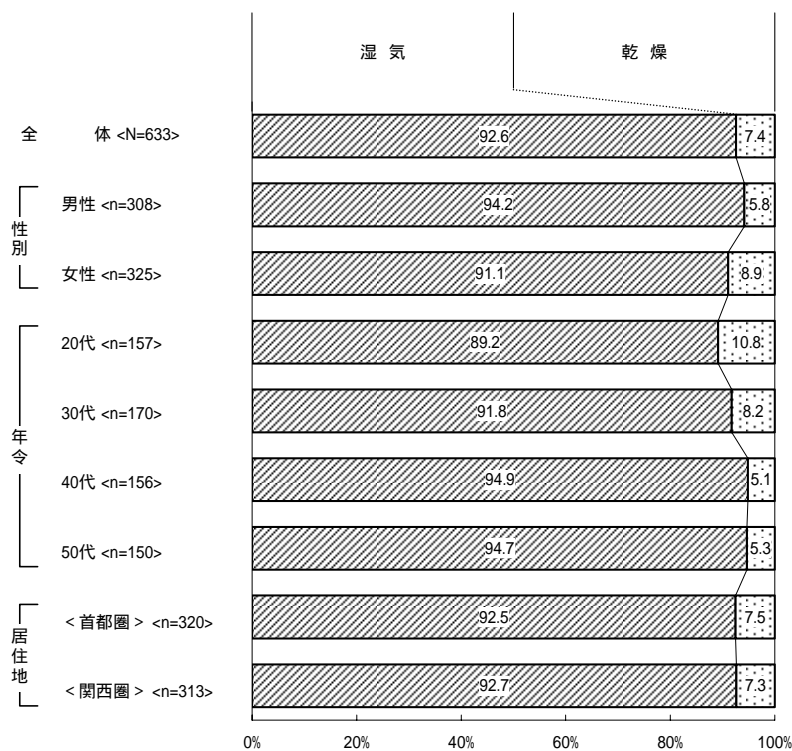 湿 気 乾 燥
全 体 <N=633> 92.6 7.4
性別
男性 <n=308> 94.2 5.8
女性 <n=325> 91.1 8.9
年令
20代 <n=157> 89.2 10.8
30代 <n=170> 91.8 8.2
40代 <n=156> 94.9 5.1
50代 <n=150> 94.7 5.3
居住地
<首都圏> <n=320> 92.5 7.5
<関西圏> <n=313> 92.7 7.3
0% 20% 40% 60% 80% 100%